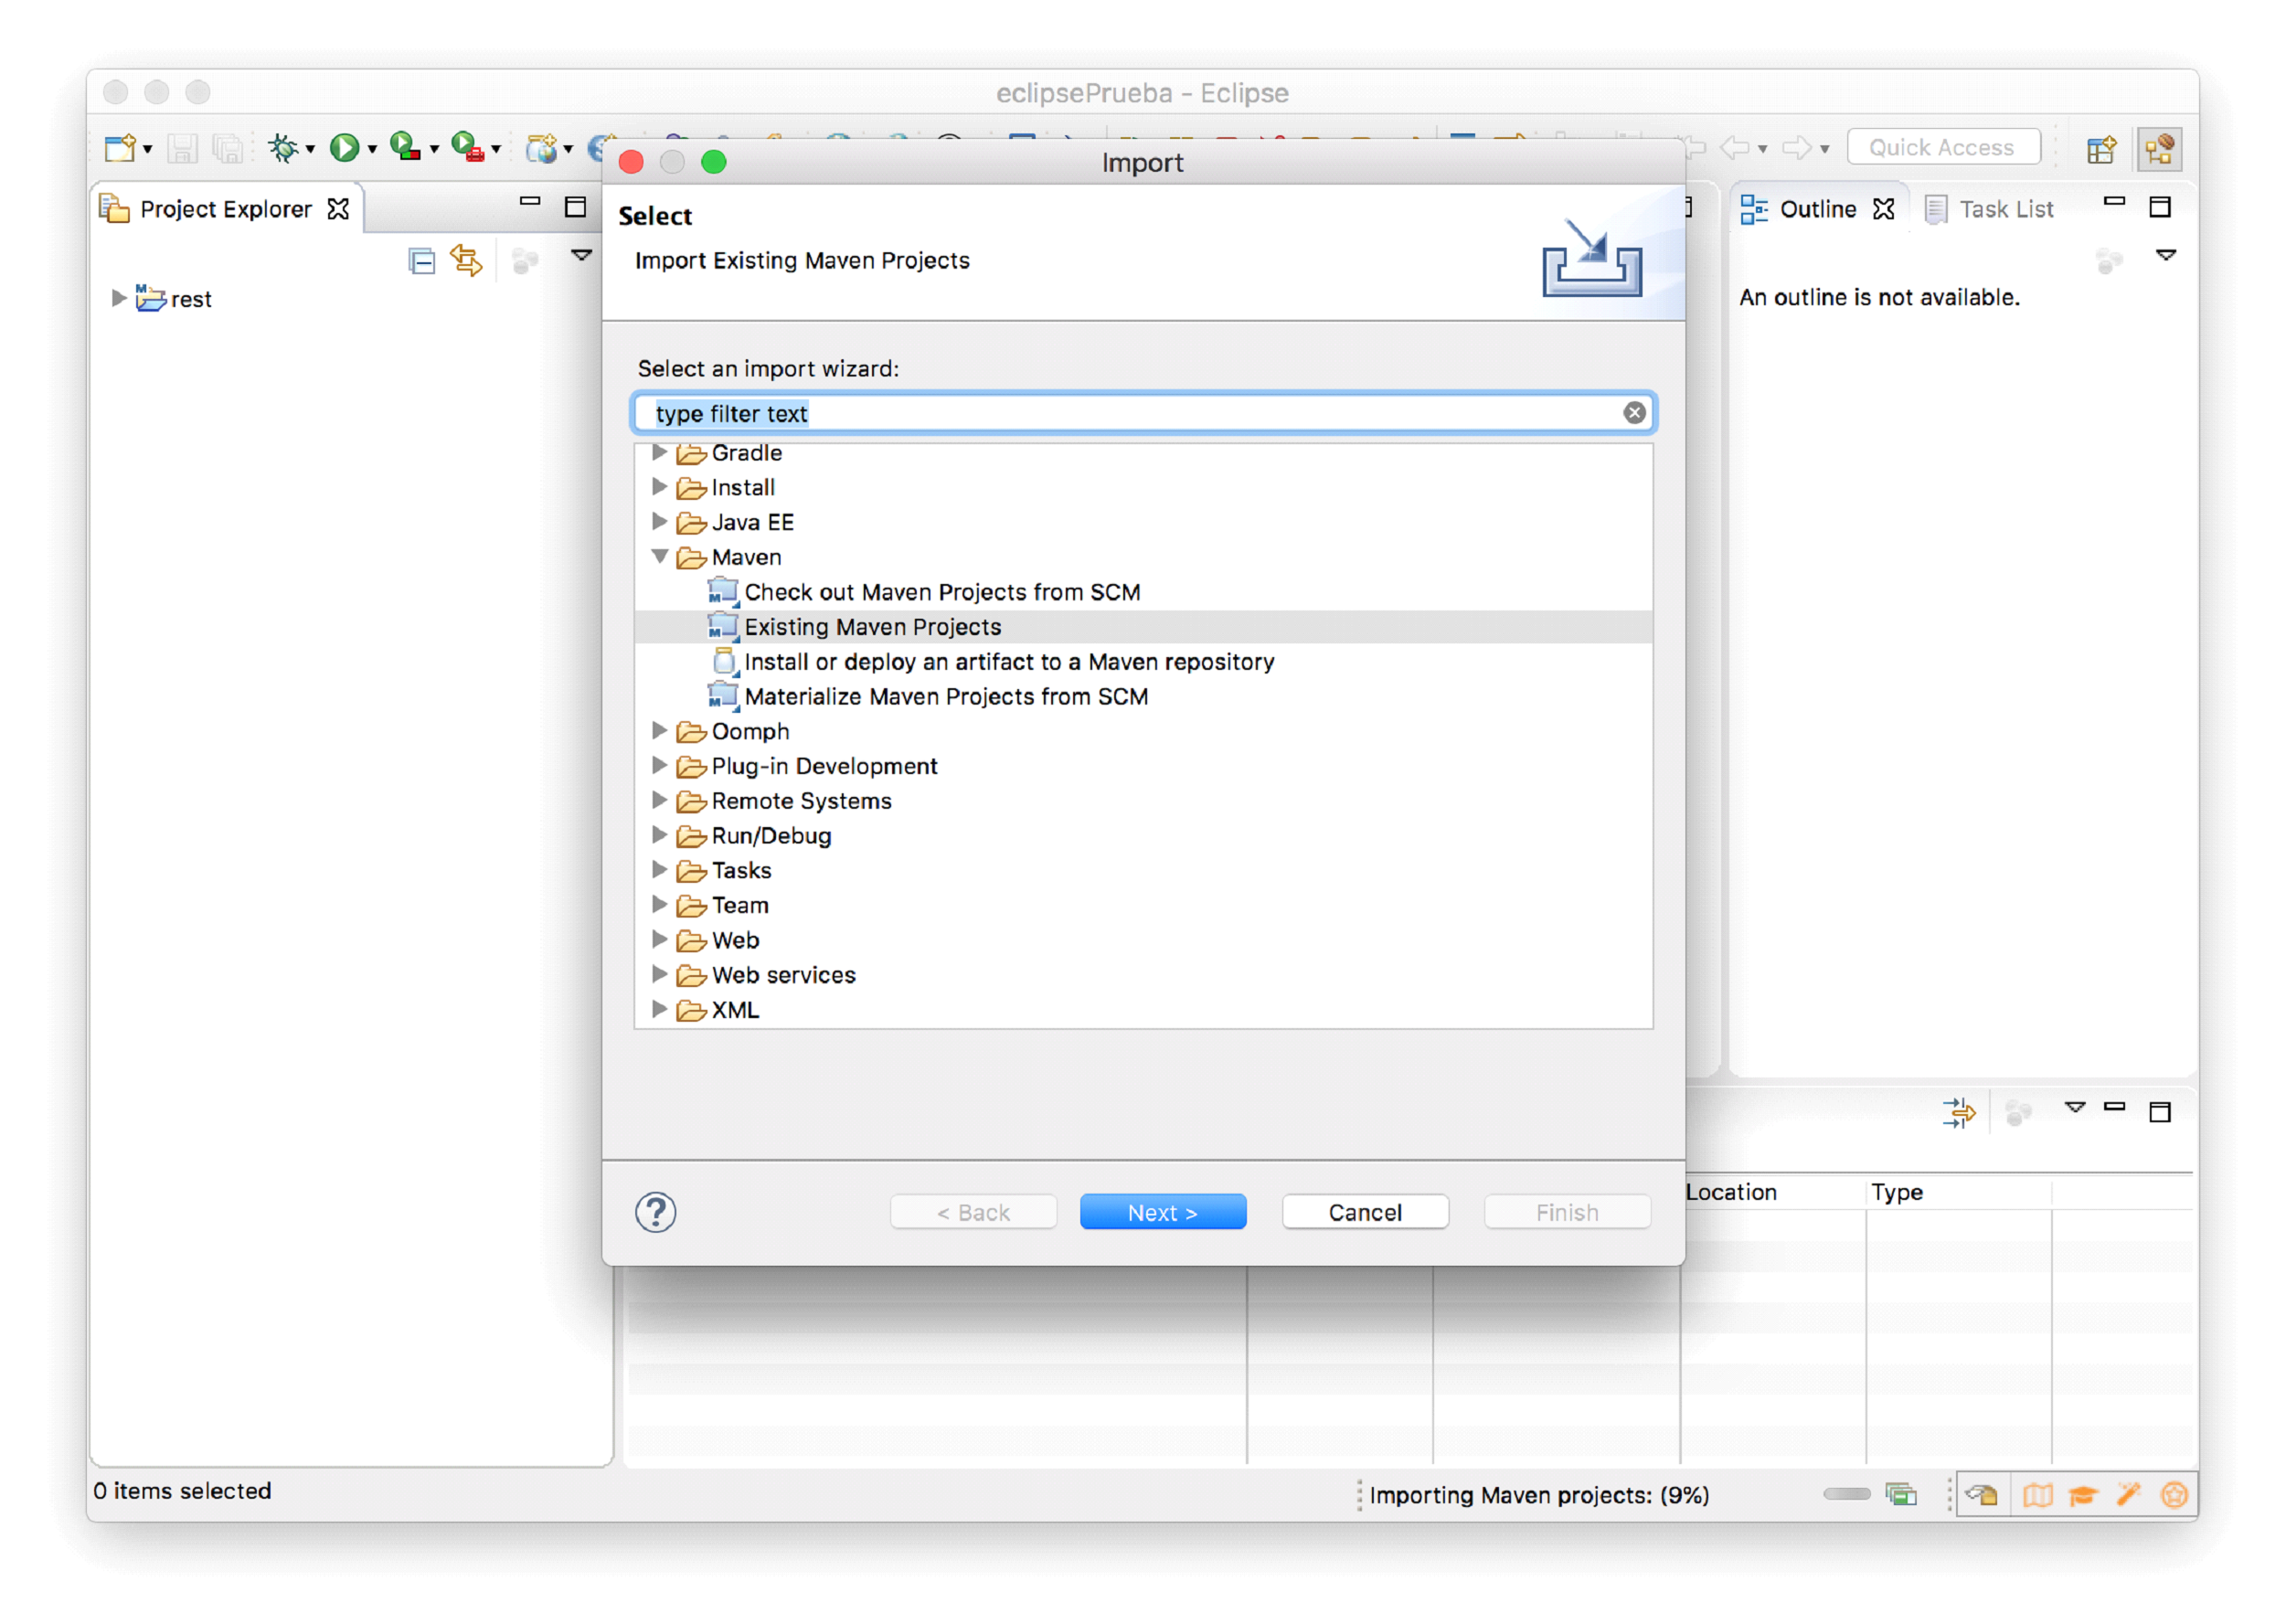 eclipsePrueba - Eclipse
Quick Access
Project Explorer
rest
Import
Select
Import Existing Maven Projects
Select an import wizard:
type filter text
Gradle
Install
Java EE
Maven
Check out Maven Projects from SCM
Existing Maven Projects
Install or deploy an artifact to a Maven repository
Materialize Maven Projects from SCM
Oomph
Plug-in Development
Remote Systems
Run/Debug
Tasks
Team
Web
Web services
XML
?
< Back
Next >
Cancel
Finish
Outline
Task List
An outline is not available.
Location
Type
0 items selected
Importing Maven projects: (9%)